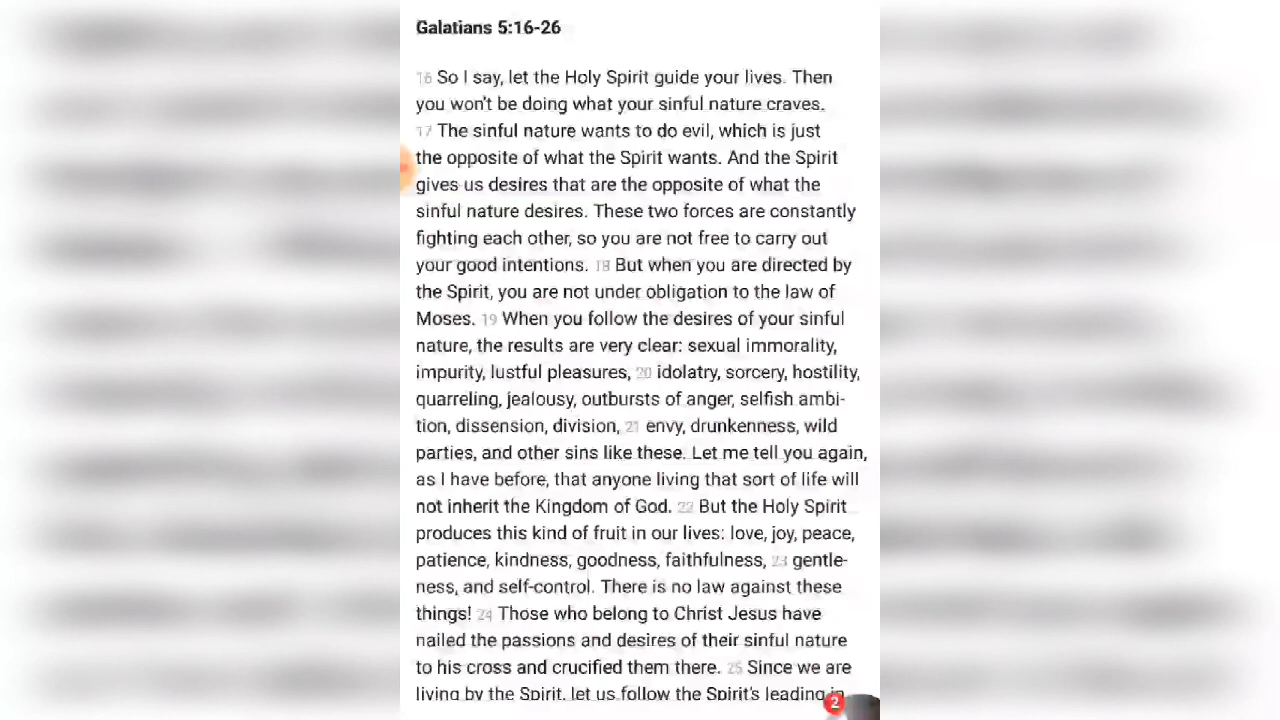 Galatians 5:16-26
16 So I say, let the Holy Spirit guide your lives. Then
you won't be doing what your sinful nature craves.
17 The sinful nature wants to do evil, which is just
the opposite of what the Spirit wants. And the Spirit
gives us desires that are the opposite of what the
sinful nature desires. These two forces are constantly
fighting each other, so you are not free to carry out
your good intentions. 18 But when you are directed by
the Spirit, you are not under obligation to the law of
Moses. 19 When you follow the desires of your sinful
nature, the results are very clear: sexual immorality,
impurity, lustful pleasures, 20 idolatry, sorcery, hostility,
quarreling, jealousy, outbursts of anger, selfish ambi-
tion, dissension, division, 21 envy, drunkenness, wild
parties, and other sins like these. Let me tell you again,
as I have before, that anyone living that sort of life will
not inherit the Kingdom of God. 22 But the Holy Spirit
produces this kind of fruit in our lives: love, joy, peace,
patience, kindness, goodness, faithfulness, 23 gentle-
ness, and self-control. There is no law against these
things! 24 Those who belong to Christ Jesus have
nailed the passions and desires of their sinful nature
to his cross and crucified them there. 25 Since we are
living by the Spirit, let us follow the Spirit's leading in
2